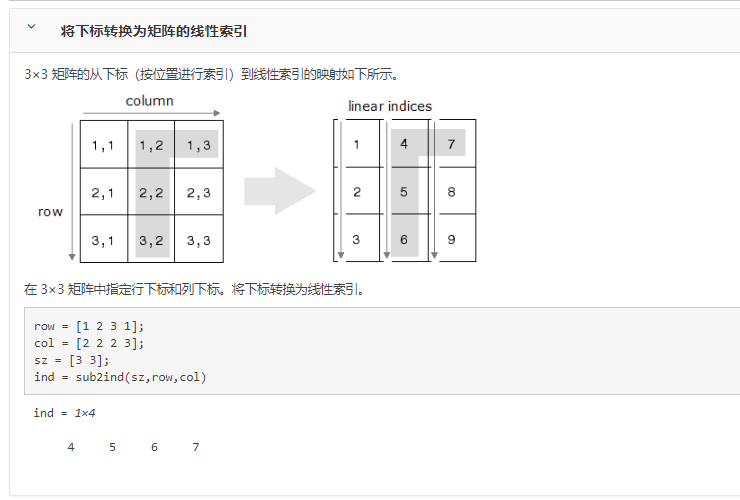 将下标转换为矩阵的线性索引
3×3 矩阵的从下标（按位置进行索引）到线性索引的映射如下所示。
column
linear indices
1,1 1,2 1,3
1 4 7
2,1 2,2 2,3
2 5 8
row
3,1 3,2 3,3
3 6 9
在 3×3 矩阵中指定行下标和列下标。将下标转换为线性索引。
row = [1 2 3 1];
col = [2 2 2 3];
sz = [3 3];
ind = sub2ind(sz,row,col)
ind = 1×4
4 5 6 7